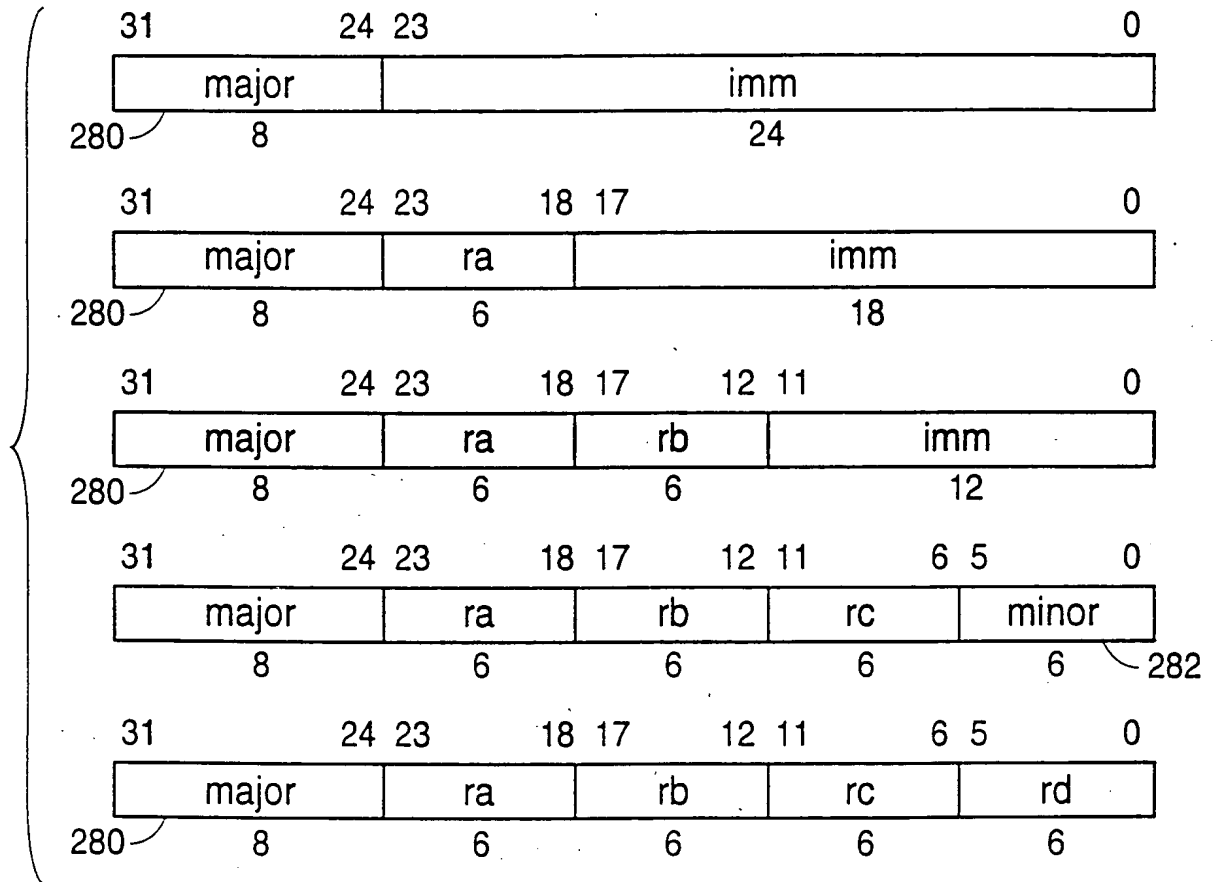 31 24 23 0
major imm
280 8 24
31 24 23 18 17 0
major ra imm
280 8 6 18
31 24 23 18 17 12 11 0
major ra rb imm
280 8 6 6 12
31 24 23 18 17 12 11 6 5 0
major ra rb rc minor
8 6 6 6 6 282
31 24 23 18 17 12 11 6 5 0
major ra rb rc rd
280 8 6 6 6 6